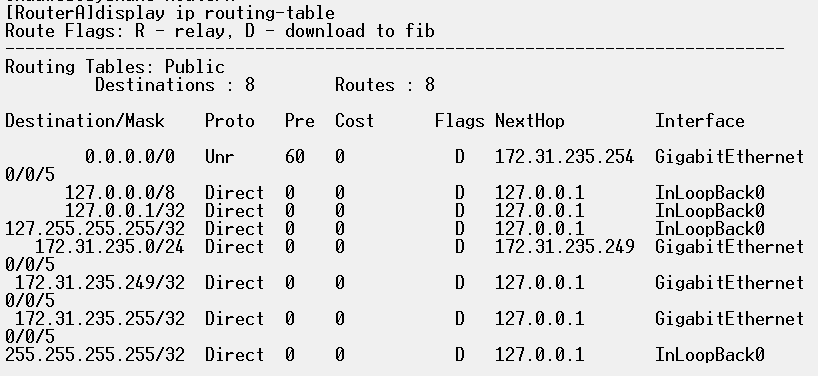 [RouterA]display ip routing-table
Route Flags: R - relay, D - download to fib
------------------------------------------------------------------------------
Routing Tables: Public
         Destinations : 8        Routes : 8

Destination/Mask    Proto   Pre  Cost      Flags NextHop         Interface

        0.0.0.0/0   Unr     60   0           D   172.31.235.254  GigabitEthernet
0/0/5
      127.0.0.0/8   Direct  0    0           D   127.0.0.1       InLoopBack0
      127.0.0.1/32  Direct  0    0           D   127.0.0.1       InLoopBack0
127.255.255.255/32  Direct  0    0           D   127.0.0.1       InLoopBack0
   172.31.235.0/24  Direct  0    0           D   172.31.235.249  GigabitEthernet
0/0/5
 172.31.235.249/32  Direct  0    0           D   127.0.0.1       GigabitEthernet
0/0/5
 172.31.235.255/32  Direct  0    0           D   127.0.0.1       GigabitEthernet
0/0/5
255.255.255.255/32  Direct  0    0           D   127.0.0.1       InLoopBack0